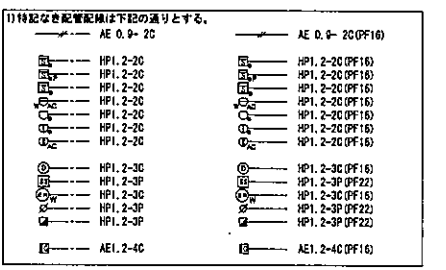 1)特記なき配管配線は下記の通りとする。
AE 0.9- 2C AE 0.9- 2C(PF16)
HP1.2-2C HP1.2-2C(PF16)
HP1.2-2C HP1.2-2C(PF16)
HP1.2-2C HP1.2-2C(PF16)
HP1.2-2C HP1.2-2C(PF16)
HP1.2-2C HP1.2-2C(PF16)
HP1.2-2C HP1.2-2C(PF16)
AC HP1.2-2C AC HP1.2-2C(PF16)
D HP1.2-3C D HP1.2-3C(PF16)
HP1.2-3P HP1.2-3P(PF22)
W HP1.2-3C W HP1.2-3C(PF16)
HP1.2-3P HP1.2-3P(PF22)
HP1.2-3P HP1.2-3P(PF22)
AE1.2-4C AE1.2-4C(PF16)